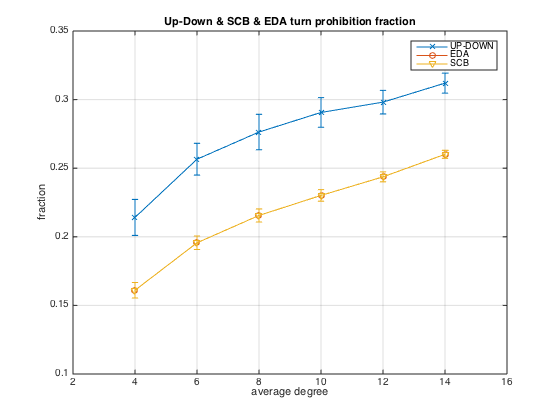 Up-Down & SCB & EDA turn prohibition fraction
UP-DOWN
EDA
SCB
fraction
0.35
0.3
0.25
0.2
0.15
0.1
2 4 6 8 10 12 14 16
average degree